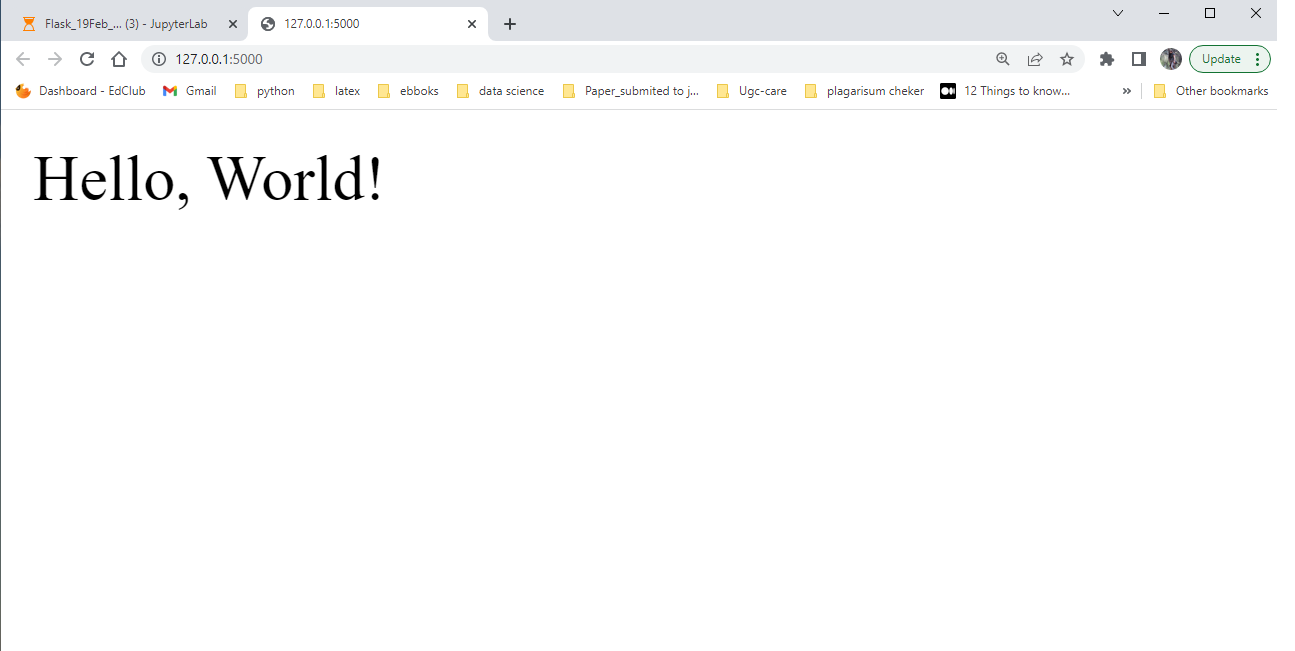 Flask_19Feb_... (3) - JupyterLab 127.0.0.1:5000
127.0.0.1:5000 Update
Dashboard - EdClub Gmail python latex ebboks data science Paper_submited to j... Ugc-care plagarisum cheker 12 Things to know... » Other bookmarks
Hello, World!